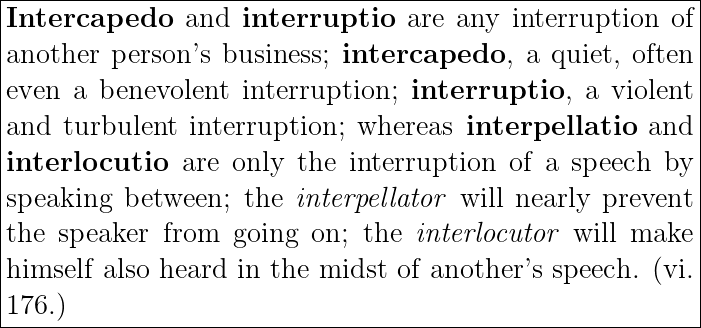 Intercapedo and interruptio are any interruption of
another person's business; intercapedo, a quiet, often
even a benevolent interruption; interruptio, a violent
and turbulent interruption; whereas interpellatio and
interlocutio are only the interruption of a speech by
speaking between; the interpellator will nearly prevent
the speaker from going on; the interlocutor will make
himself also heard in the midst of another's speech. (vi.
176.)